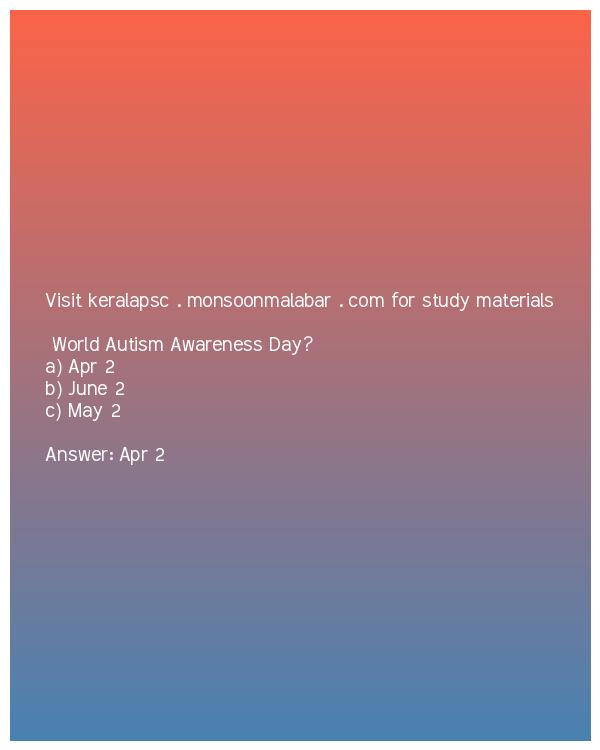 Visit keralapsc . monsoonmalabar . com for study materials
World Autism Awareness Day?
a) Apr 2
b) June 2
c) May 2
Answer: Apr 2